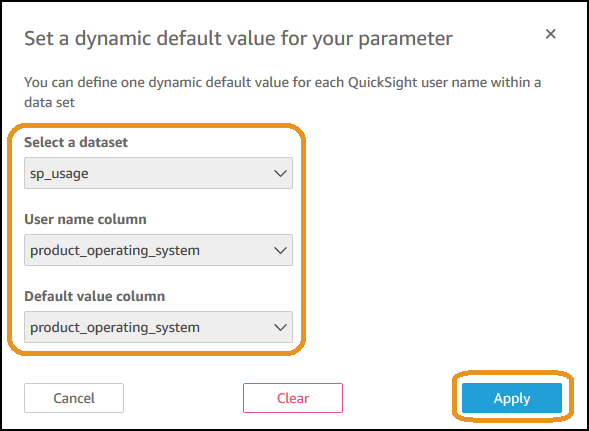 Set a dynamic default value for your parameter
You can define one dynamic default value for each QuickSight user name within a
data set
Select a dataset
sp_usage
User name column
product_operating_system
Default value column
product_operating_system
Cancel
Clear
Apply